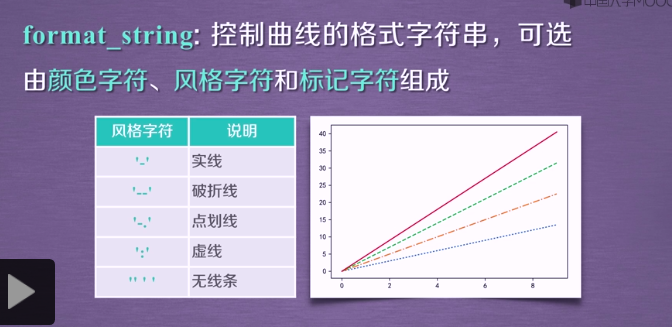 中国大学MOOC
format_string: 控制曲线的格式字符串，可选
由颜色字符、风格字符和标记字符组成
风格字符 说明
'-' 实线
'--' 破折线
'-.' 点划线
':' 虚线
'' ' ' 无线条
40
35
30
25
20
15
10
5
0
0 2 4 6 8